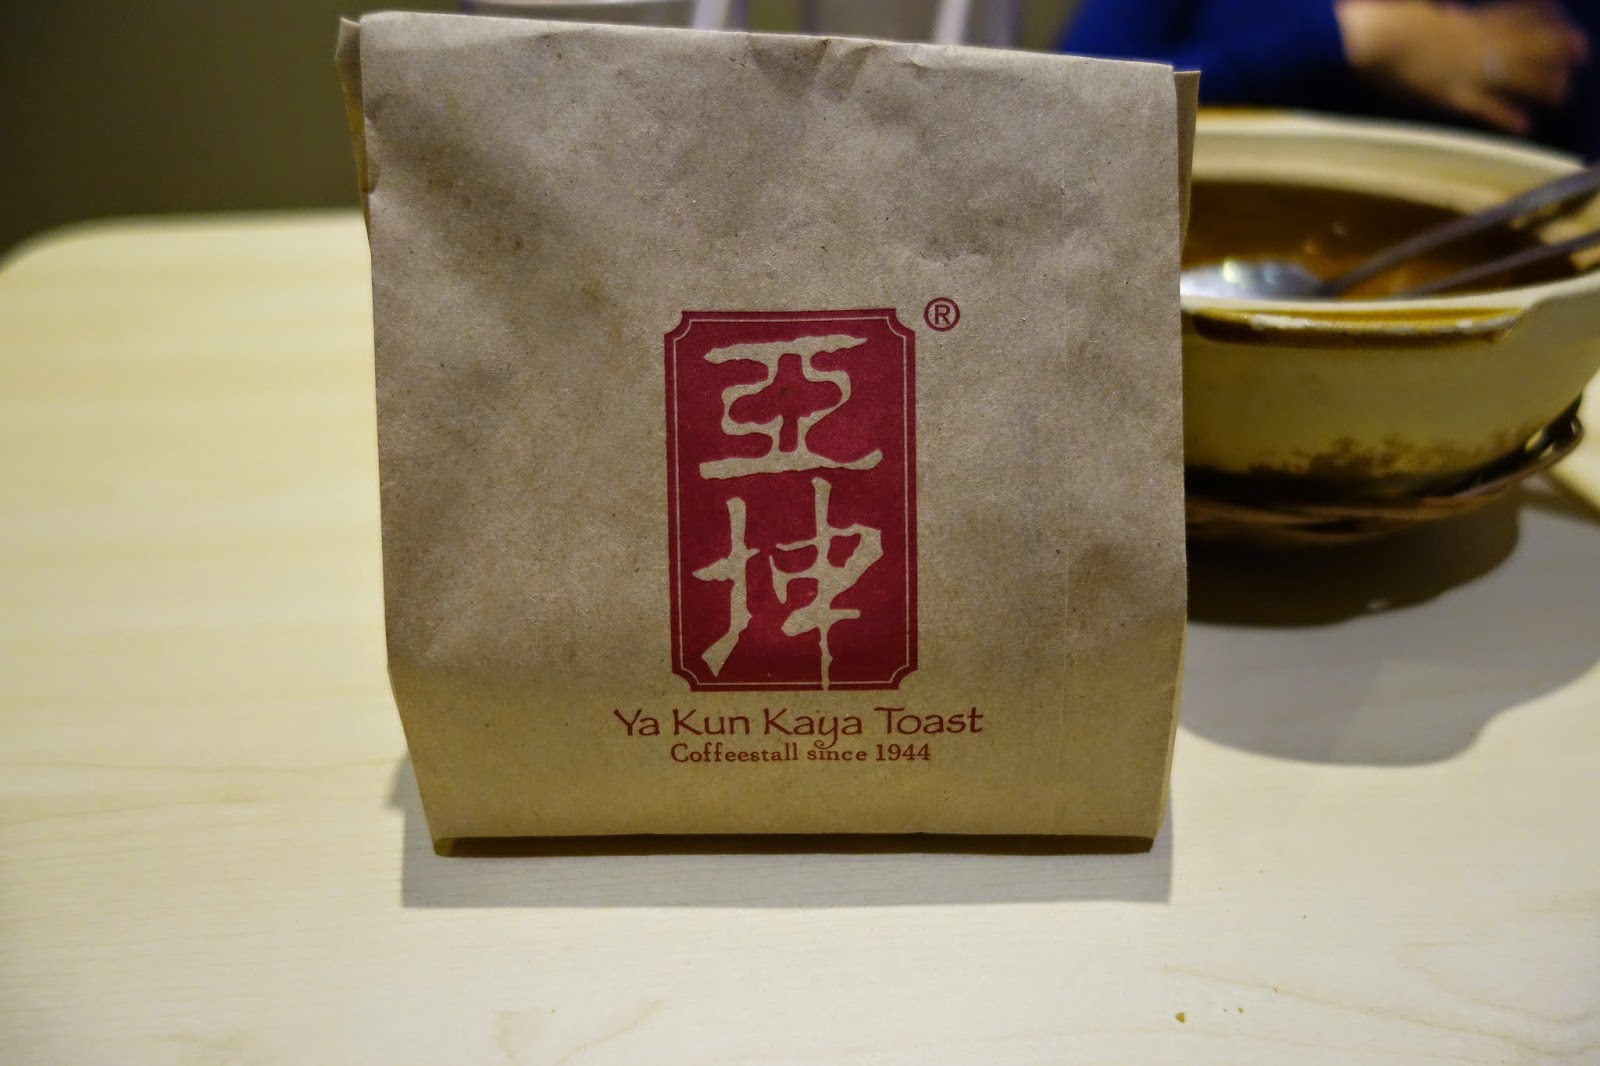 亞坤
®
Ya Kun Kaya Toast
Coffeestall since 1944